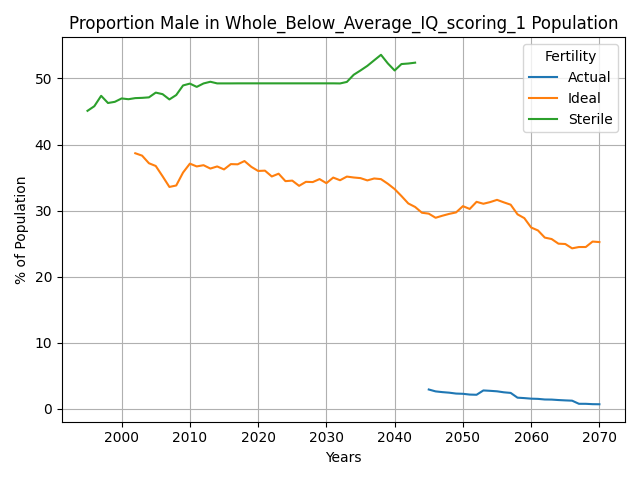 Proportion Male in Whole_Below_Average_IQ_scoring_1 Population
% of Population
50
40
30
20
10
0
Fertility
Actual
Ideal
Sterile
2000 2010 2020 2030 2040 2050 2060 2070
Years